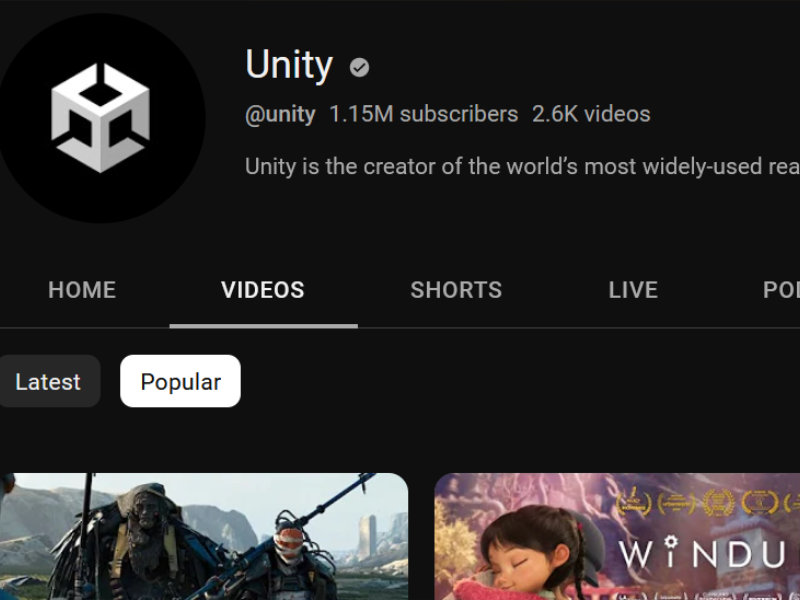 Unity
@unity 1.15M subscribers 2.6K videos
Unity is the creator of the world’s most widely-used rea
HOME VIDEOS SHORTS LIVE POD
Latest Popular
WiNDU